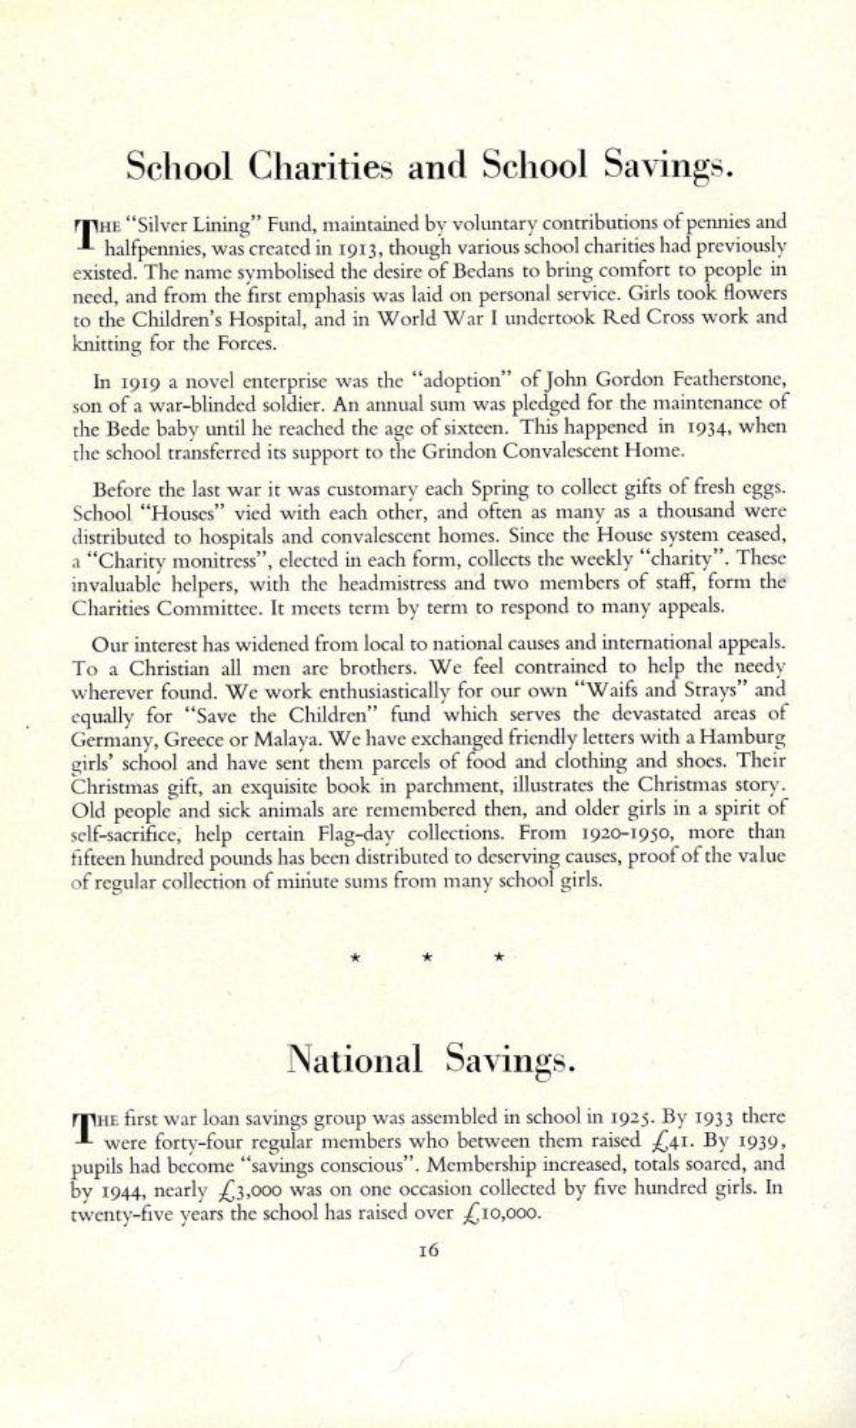 School Charities and School Savings.
THE “Silver Lining” Fund, maintained by voluntary contributions of pennies and
halfpennies, was created in 1913, though various school charities had previously
existed. The name symbolised the desire of Bedans to bring comfort to people in
need, and from the first emphasis was laid on personal service. Girls took flowers
to the Children’s Hospital, and in World War I undertook Red Cross work and
knitting for the Forces.
In 1919 a novel enterprise was the “adoption” of John Gordon Featherstone,
son of a war-blinded soldier. An annual sum was pledged for the maintenance of
the Bede baby until he reached the age of sixteen. This happened in 1934, when
the school transferred its support to the Grindon Convalescent Home.
Before the last war it was customary each Spring to collect gifts of fresh eggs.
School “Houses” vied with each other, and often as many as a thousand were
distributed to hospitals and convalescent homes. Since the House system ceased,
a “Charity monitress”, elected in each form, collects the weekly “charity”. These
invaluable helpers, with the headmistress and two members of staff, form the
Charities Committee. It meets term by term to respond to many appeals.
Our interest has widened from local to national causes and international appeals.
To a Christian all men are brothers. We feel contrained to help the needy
wherever found. We work enthusiastically for our own “Waifs and Strays” and
equally for “Save the Children” fund which serves the devastated areas of
Germany, Greece or Malaya. We have exchanged friendly letters with a Hamburg
girls’ school and have sent them parcels of food and clothing and shoes. Their
Christmas gift, an exquisite book in parchment, illustrates the Christmas story.
Old people and sick animals are remembered then, and older girls in a spirit of
self-sacrifice, help certain Flag-day collections. From 1920-1950, more than
fifteen hundred pounds has been distributed to deserving causes, proof of the value
of regular collection of minute sums from many school girls.
★ ★ ★
National Savings.
THE first war loan savings group was assembled in school in 1925. By 1933 there
were forty-four regular members who between them raised £41. By 1939,
pupils had become “savings conscious”. Membership increased, totals soared, and
by 1944, nearly £3,000 was on one occasion collected by five hundred girls. In
twenty-five years the school has raised over £10,000.
16